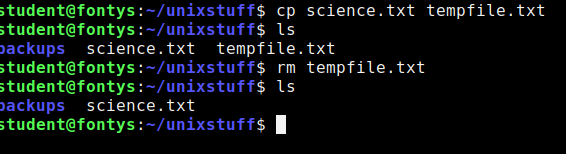 student@fontys:~/unixstuff$ cp science.txt tempfile.txt
student@fontys:~/unixstuff$ ls
backups  science.txt  tempfile.txt
student@fontys:~/unixstuff$ rm tempfile.txt
student@fontys:~/unixstuff$ ls
backups  science.txt
student@fontys:~/unixstuff$